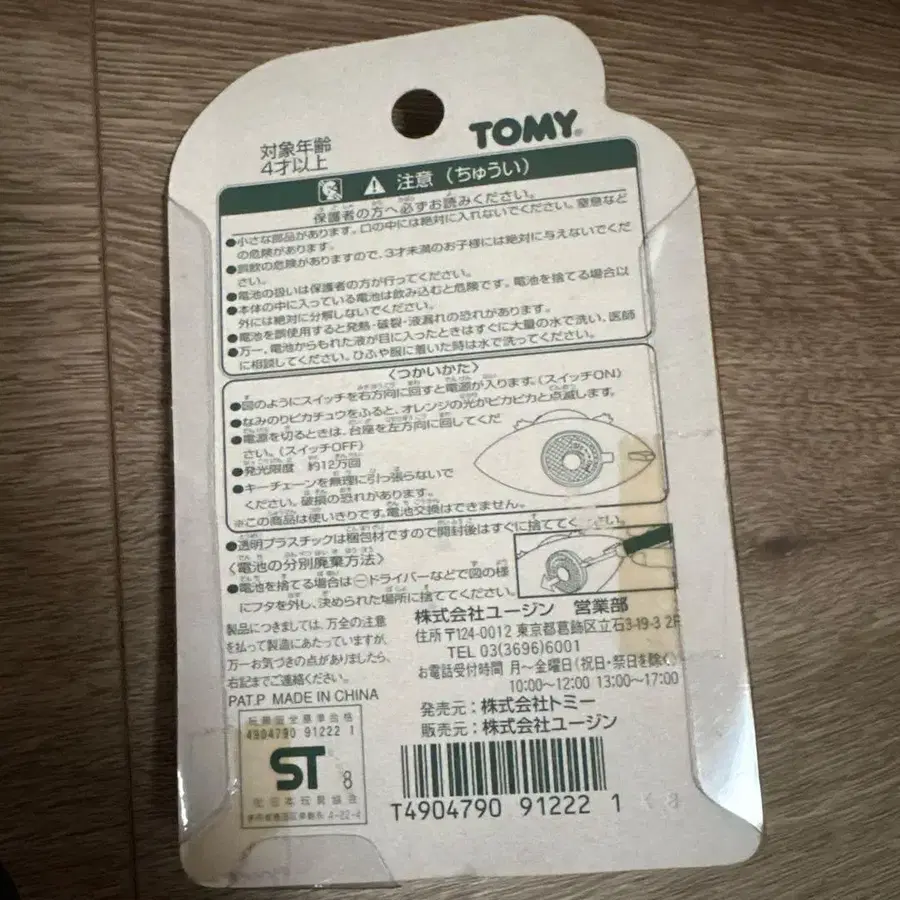 対象年齢
4才以上
TOMY®
注意（ちゅうい）
保護者の方へ必ずお読みください。
●小さな部品があります。口の中には絶対に入れないでください。窒息など
の危険があります。
●誤飲の危険がありますので、3才未満のお子様には絶対に与えないでくだ
さい。
●電池の扱いは保護者の方が行ってください。
●本体の中に入っている電池は飲み込むと危険です。電池を捨てる場合以
外には絶対に分解しないでください。
●電池を誤使用すると発熱・破裂・液漏れの恐れがあります。
●万一、電池からもれた液が目に入ったときはすぐに大量の水で洗い、医師
に相談してください。ひふや服に着いた時は水で洗ってください。
〈つかいかた〉
●図のようにスイッチを右方向に回すと電源が入ります。(スイッチON)
●なみのりピカチュウをふると、オレンジの光がピカピカと点滅します。
●電源を切るときは、台座を左方向に回してくだ
さい。(スイッチOFF)
●発光限度 約12万回
●キーチェーンを無理に引っ張らないで
ください。破損の恐れがあります。
※この商品は使いきりです。電池交換はできません。
●透明プラスチックは梱包材ですので開封後はすぐに捨ててください。
〈電池の分別廃棄方法〉
●電池を捨てる場合は⊖ドライバーなどで図の様
にフタを外し、決められた場所に捨ててください。
製品につきましては、万全の注意
を払って製造にあたっていますが、
万一お気づきの点がありましたら、
右記までご連絡ください。
PAT.P MADE IN CHINA
株式会社ユージン 営業部
住所 〒124-0012 東京都葛飾区立石3-19-3 2F
TEL 03(3696)6001
お電話受付時間 月〜金曜日(祝日・祭日を除く)
10:00〜12:00 13:00〜17:00
発売元：株式会社トミー
販売元：株式会社ユージン
玩具安全基準合格
4904790 91222 1
ST 8
T4904790 91222 1